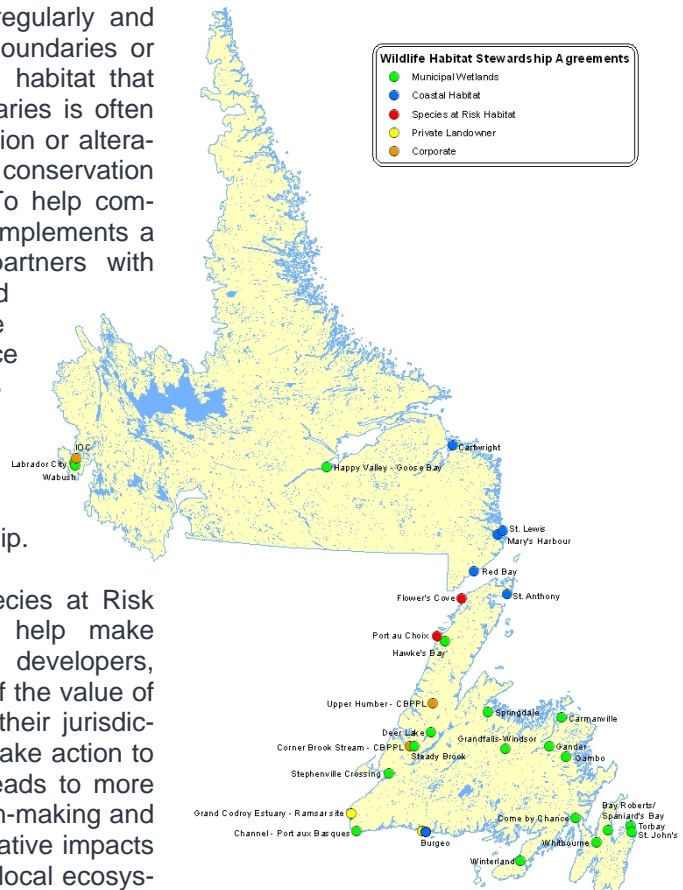 regularly and
oundaries or
habitat that
aries is often
tion or altera-
conservation
To help com-
mplements a
partners with
d
e
ce
ip.
ecies at Risk
help make
developers,
f the value of
their jurisdic-
ake action to
eads to more
n-making and
ative impacts
local ecosys-
Wildlife Habitat Stewardship Agreements
Municipal Wetlands
Coastal Habitat
Species at Risk Habitat
Private Landowner
Corporate
IOC
Labrador City
Wabush
Happy Valley - Goose Bay
Cartwright
St. Lewis
Mary's Harbour
Red Bay
Flower's Cove
St. Anthony
Port au Choix
Hawke's Bay
Upper Humber - CBPPL
Springdale
Carmanville
Deer Lake
Grandfalls-Windsor
Corner Brook Stream - CBPPL
Gander
Steady Brook
Gambo
Stephenville Crossing
Grand Codroy Estuary - Ramsar site
Come by Chance
Bay Roberts/
Spaniard's Bay
Torbay
St. John's
Channel - Port aux Basques
Burgeo
Whitbourne
Winterland